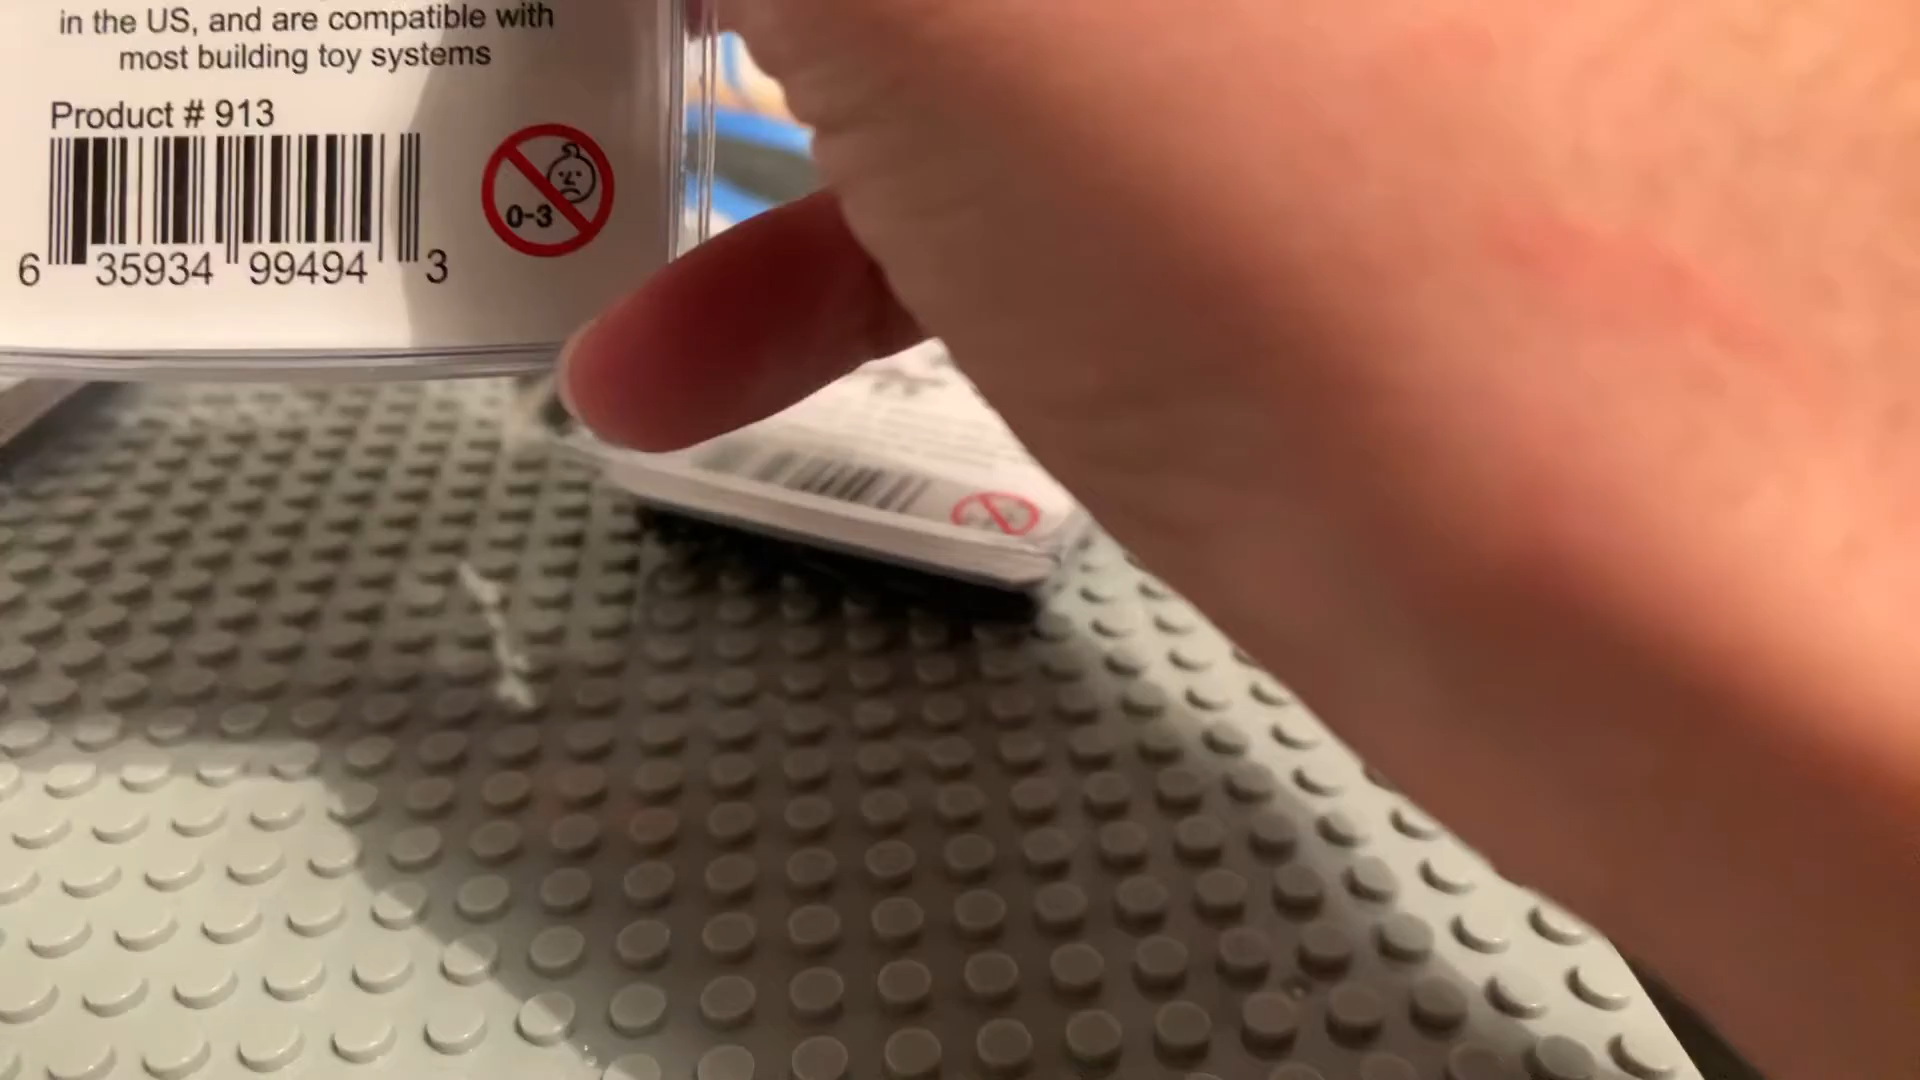 in the US, and are compatible with
most building toy systems
Product # 913
0-3
6 35934 99494 3